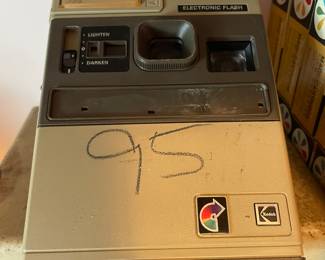 ELECTRONIC FLASH
LIGHTEN
DARKEN
95
Kodak